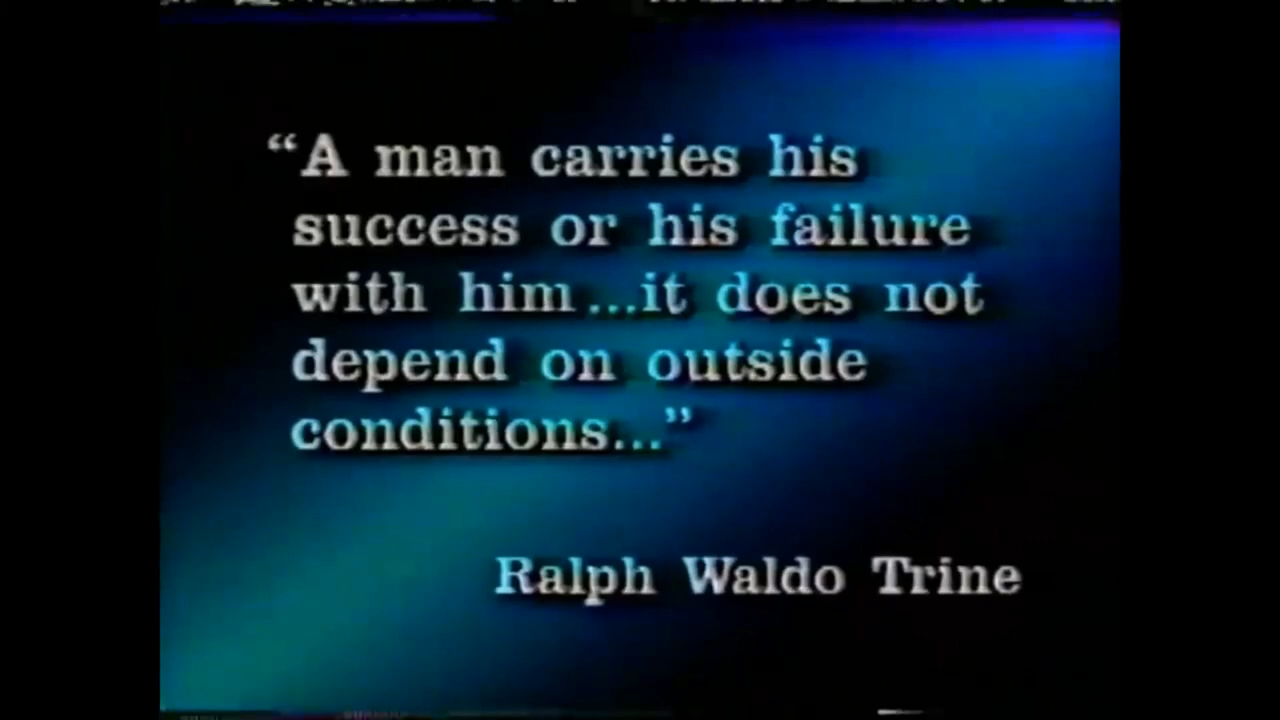 “A man carries his
success or his failure
with him...it does not
depend on outside
conditions...”
Ralph Waldo Trine